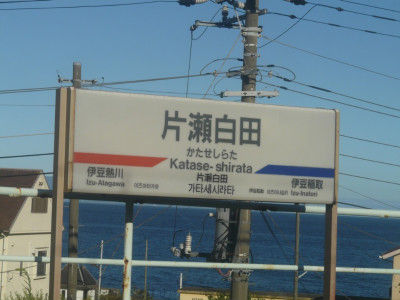 片瀬白田
かたせしらた
Katase-shirata
片瀬白田
가타세시라타
伊豆熱川
Izu-Atagawa
伊豆稲取
Izu-Inatori